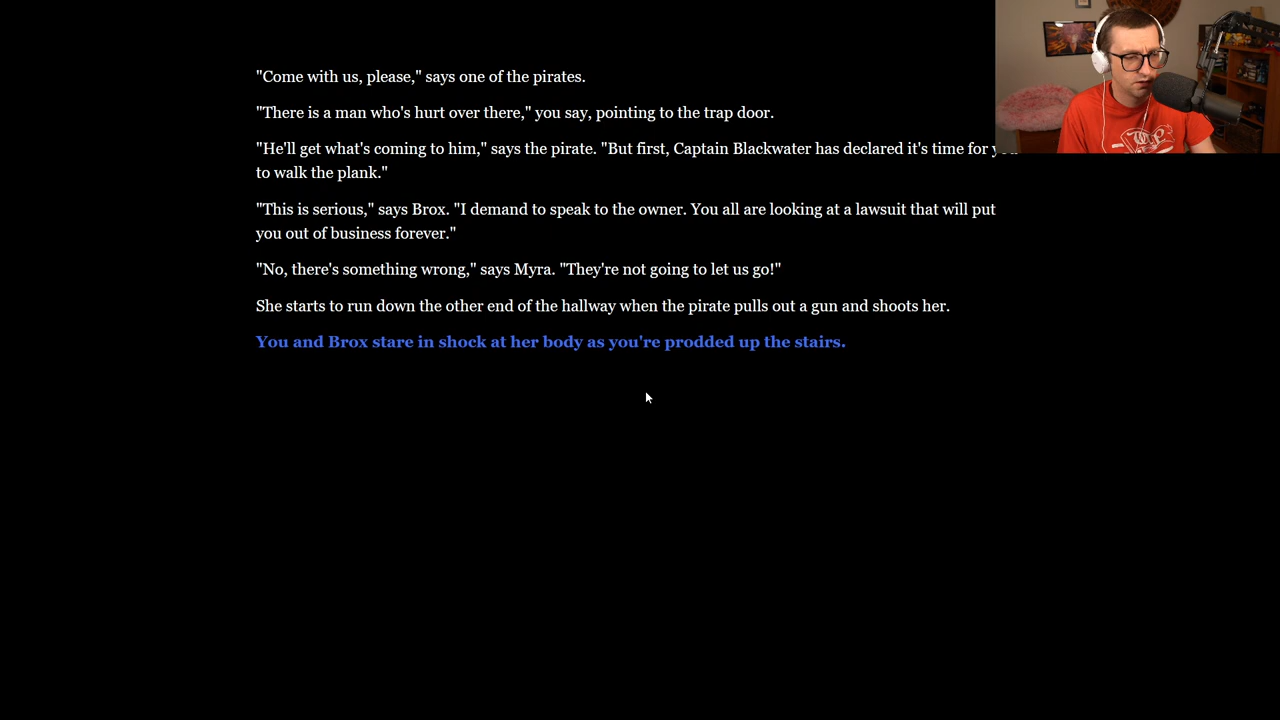 "Come with us, please," says one of the pirates.
"There is a man who's hurt over there," you say, pointing to the trap door.
"He'll get what's coming to him," says the pirate. "But first, Captain Blackwater has declared it's time for you
to walk the plank."
"This is serious," says Brox. "I demand to speak to the owner. You all are looking at a lawsuit that will put
you out of business forever."
"No, there's something wrong," says Myra. "They're not going to let us go!"
She starts to run down the other end of the hallway when the pirate pulls out a gun and shoots her.
You and Brox stare in shock at her body as you're prodded up the stairs.